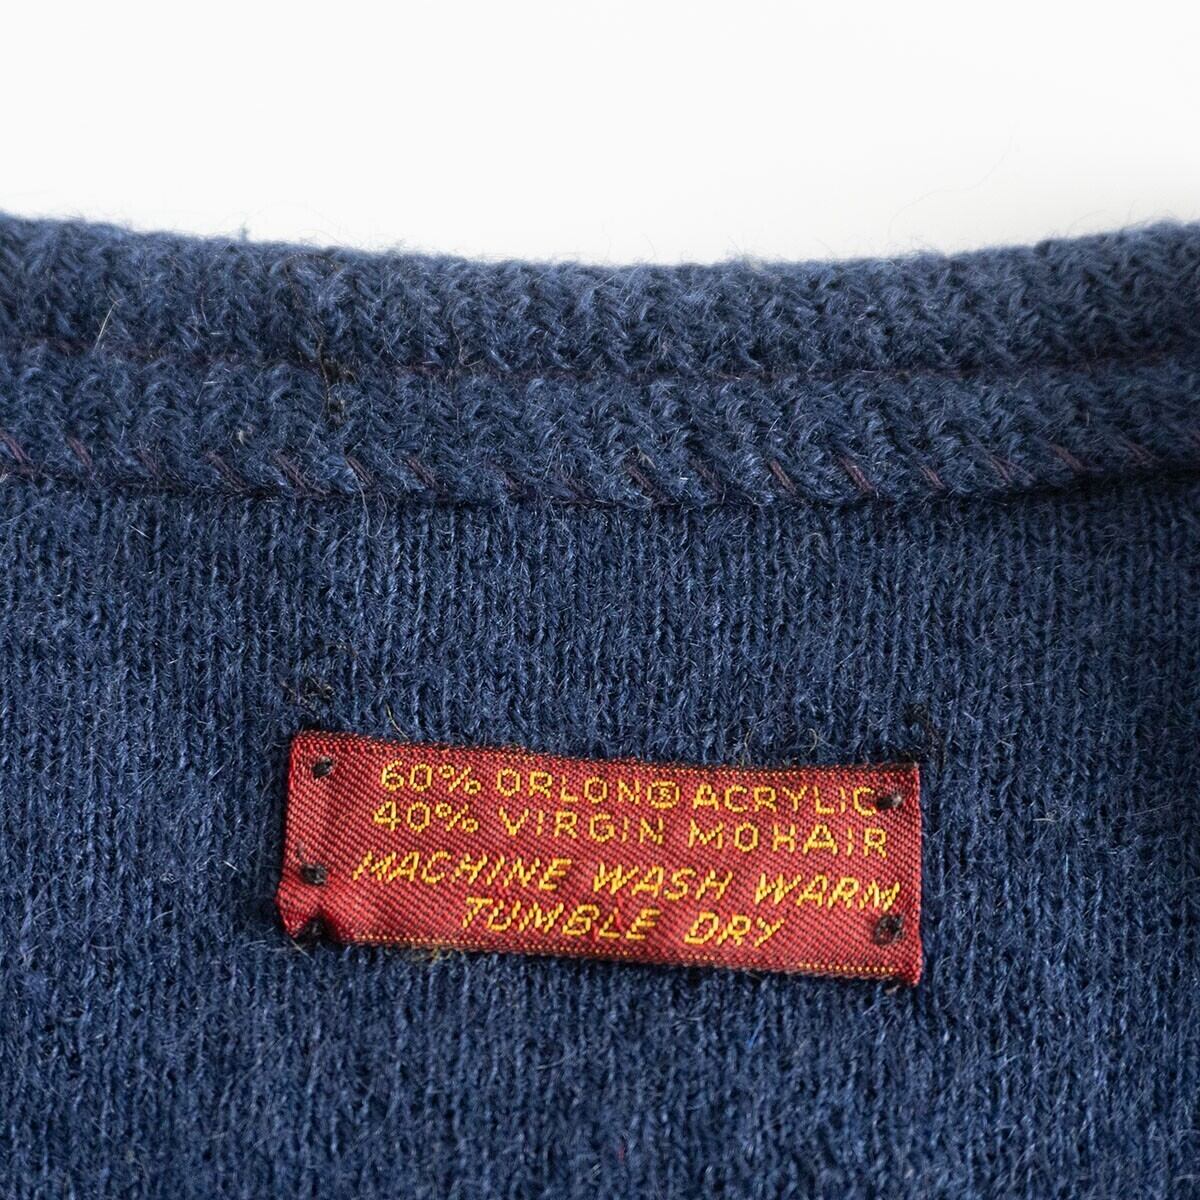 60% ORLON® ACRYLIC
40% VIRGIN MOHAIR
MACHINE WASH WARM
TUMBLE DRY